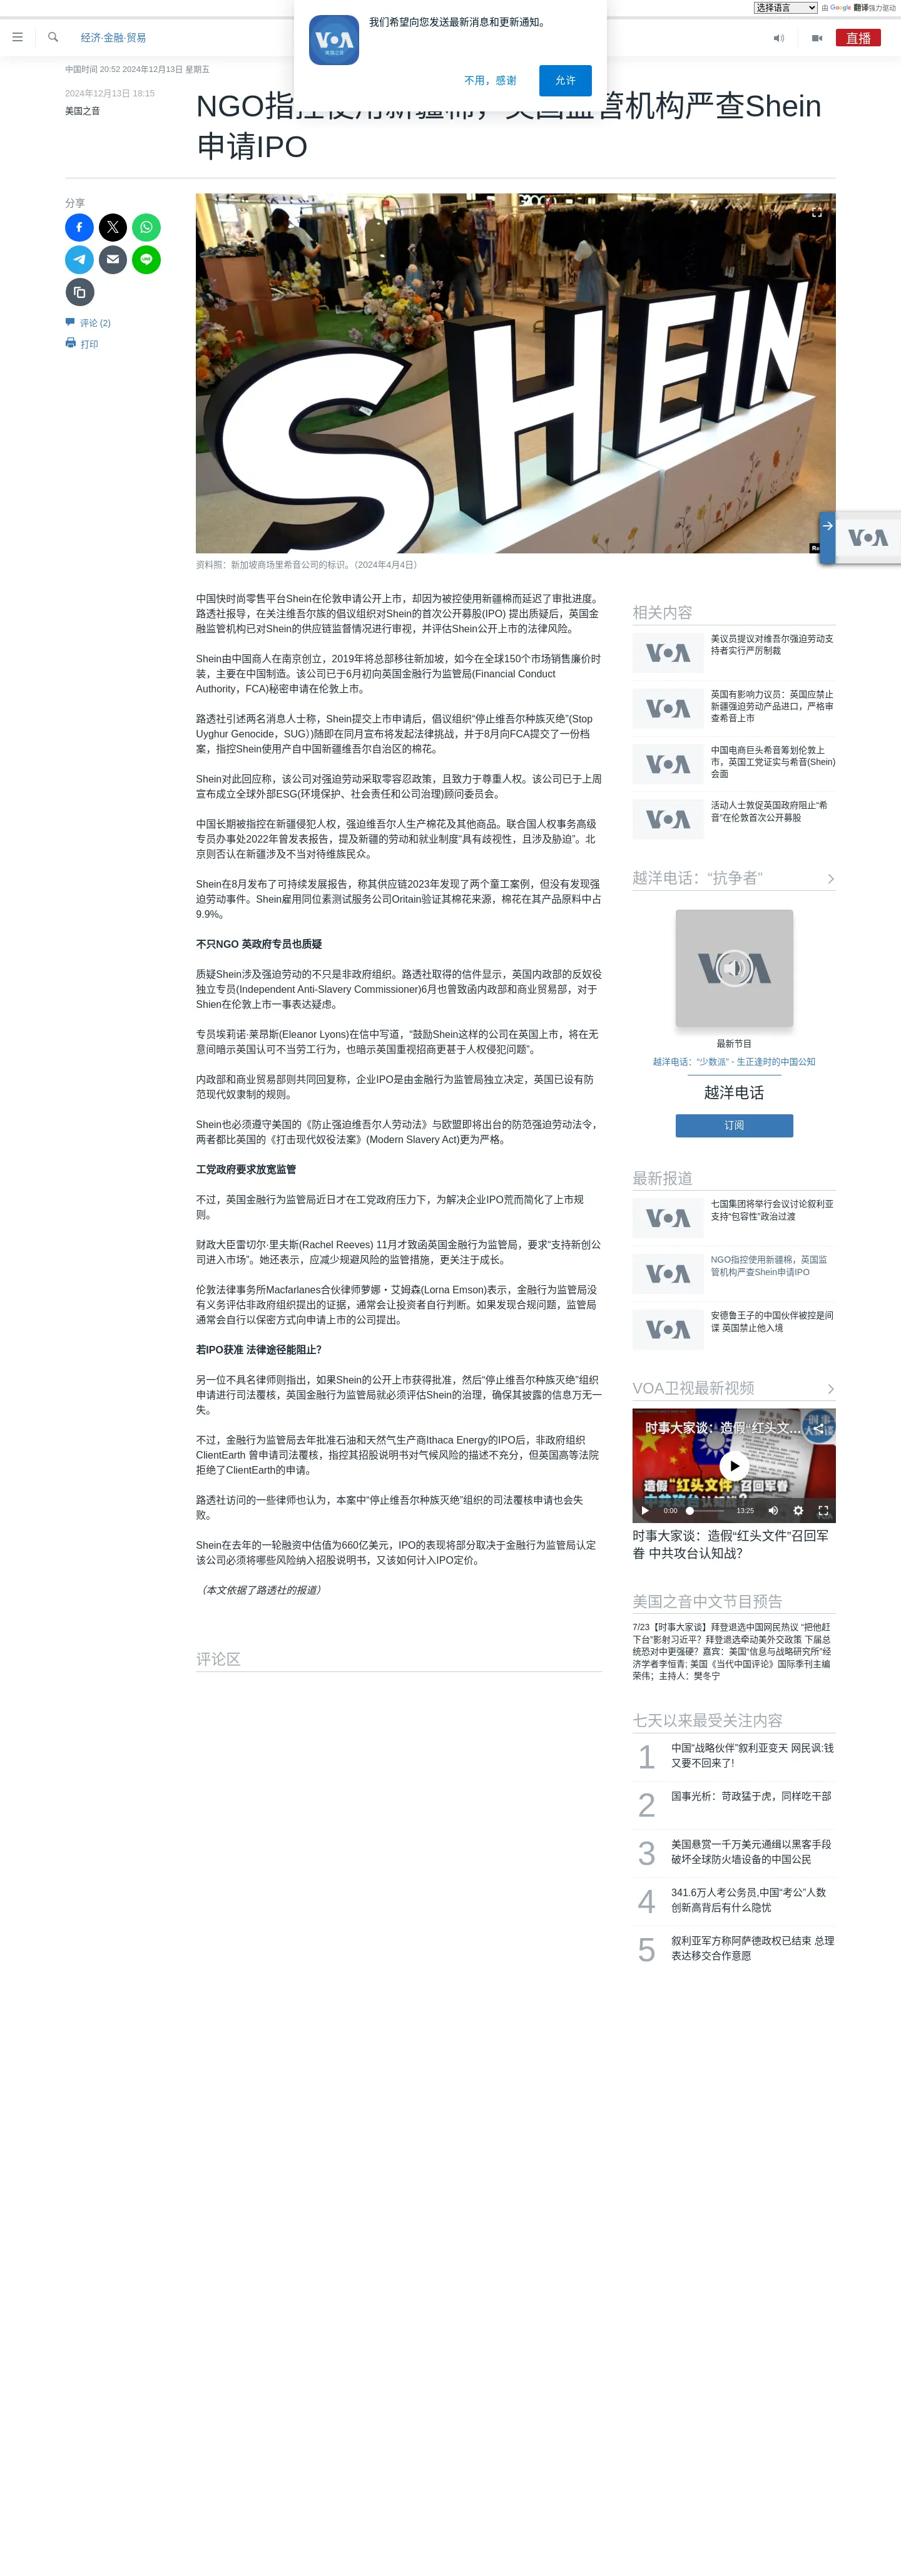 选择语言 由 Google 翻译强力驱动
我们希望向您发送最新消息和更新通知。
VOA
美国之音
不用，感谢
允许
经济·金融·贸易
直播
中国时间 20:52 2024年12月13日 星期五
2024年12月13日 18:15
美国之音
NGO指控使用新疆棉，英国监管机构严查Shein
申请IPO
分享
评论 (2)
打印
SHEIN
资料照：新加坡商场里希音公司的标识。（2024年4月4日）
中国快时尚零售平台Shein在伦敦申请公开上市，却因为被控使用新疆棉而延迟了审批进度。
路透社报导，在关注维吾尔族的倡议组织对Shein的首次公开募股(IPO) 提出质疑后，英国金
融监管机构已对Shein的供应链监督情况进行审视，并评估Shein公开上市的法律风险。
Shein由中国商人在南京创立，2019年将总部移往新加坡，如今在全球150个市场销售廉价时
装，主要在中国制造。该公司已于6月初向英国金融行为监管局(Financial Conduct
Authority，FCA)秘密申请在伦敦上市。
路透社引述两名消息人士称，Shein提交上市申请后，倡议组织“停止维吾尔种族灭绝”(Stop
Uyghur Genocide，SUG）)随即在同月宣布将发起法律挑战，并于8月向FCA提交了一份档
案，指控Shein使用产自中国新疆维吾尔自治区的棉花。
Shein对此回应称，该公司对强迫劳动采取零容忍政策，且致力于尊重人权。该公司已于上周
宣布成立全球外部ESG(环境保护、社会责任和公司治理)顾问委员会。
中国长期被指控在新疆侵犯人权，强迫维吾尔人生产棉花及其他商品。联合国人权事务高级
专员办事处2022年曾发表报告，提及新疆的劳动和就业制度“具有歧视性，且涉及胁迫”。北
京则否认在新疆涉及不当对待维族民众。
Shein在8月发布了可持续发展报告，称其供应链2023年发现了两个童工案例，但没有发现强
迫劳动事件。Shein雇用同位素测试服务公司Oritain验证其棉花来源，棉花在其产品原料中占
9.9%。
不只NGO 英政府专员也质疑
质疑Shein涉及强迫劳动的不只是非政府组织。路透社取得的信件显示，英国内政部的反奴役
独立专员(Independent Anti-Slavery Commissioner)6月也曾致函内政部和商业贸易部，对于
Shien在伦敦上市一事表达疑虑。
专员埃莉诺·莱昂斯(Eleanor Lyons)在信中写道，“鼓励Shein这样的公司在英国上市，将在无
意间暗示英国认可不当劳工行为，也暗示英国重视招商更甚于人权侵犯问题”。
内政部和商业贸易部则共同回复称，企业IPO是由金融行为监管局独立决定，英国已设有防
范现代奴隶制的规则。
Shein也必须遵守美国的《防止强迫维吾尔人劳动法》与欧盟即将出台的防范强迫劳动法令，
两者都比英国的《打击现代奴役法案》(Modern Slavery Act)更为严格。
工党政府要求放宽监管
不过，英国金融行为监管局近日才在工党政府压力下，为解决企业IPO荒而简化了上市规
则。
财政大臣雷切尔·里夫斯(Rachel Reeves) 11月才致函英国金融行为监管局，要求“支持新创公
司进入市场”。她还表示，应减少规避风险的监管措施，更关注于成长。
伦敦法律事务所Macfarlanes合伙律师萝娜・艾姆森(Lorna Emson)表示，金融行为监管局没
有义务评估非政府组织提出的证据，通常会让投资者自行判断。如果发现合规问题，监管局
通常会自行以保密方式向申请上市的公司提出。
若IPO获准 法律途径能阻止？
另一位不具名律师则指出，如果Shein的公开上市获得批准，然后“停止维吾尔种族灭绝”组织
申请进行司法覆核，英国金融行为监管局就必须评估Shein的治理，确保其披露的信息万无一
失。
不过，金融行为监管局去年批准石油和天然气生产商Ithaca Energy的IPO后，非政府组织
ClientEarth 曾申请司法覆核，指控其招股说明书对气候风险的描述不充分，但英国高等法院
拒绝了ClientEarth的申请。
路透社访问的一些律师也认为，本案中“停止维吾尔种族灭绝”组织的司法覆核申请也会失
败。
Shein在去年的一轮融资中估值为660亿美元，IPO的表现将部分取决于金融行为监管局认定
该公司必须将哪些风险纳入招股说明书，又该如何计入IPO定价。
（本文依据了路透社的报道）
评论区
相关内容
VOA
美议员提议对维吾尔强迫劳动支
持者实行严厉制裁
VOA
英国有影响力议员：英国应禁止
新疆强迫劳动产品进口，严格审
查希音上市
VOA
中国电商巨头希音筹划伦敦上
市，英国工党证实与希音(Shein)
会面
VOA
活动人士敦促英国政府阻止“希
音”在伦敦首次公开募股
VOA
越洋电话：“抗争者”
最新节目
越洋电话：“少数派” - 生正逢时的中国公知
越洋电话
订阅
最新报道
VOA
七国集团将举行会议讨论叙利亚
支持“包容性”政治过渡
VOA
NGO指控使用新疆棉，英国监
管机构严查Shein申请IPO
VOA
安德鲁王子的中国伙伴被控是间
谍 英国禁止他入境
VOA卫视最新视频
时事大家谈：造假“红头文...
造假“红头文件”召回军眷
中共攻台认知战？
0:00
13:25
时事大家谈：造假“红头文件”召回军
眷 中共攻台认知战？
美国之音中文节目预告
7/23【时事大家谈】拜登退选中国网民热议 “把他赶
下台”影射习近平？拜登退选牵动美外交政策 下届总
统恐对中更强硬？嘉宾：美国“信息与战略研究所”经
济学者李恒青; 美国《当代中国评论》国际季刊主编
荣伟；主持人：樊冬宁
七天以来最受关注内容
1
中国“战略伙伴”叙利亚变天 网民讽:钱
又要不回来了!
2
国事光析：苛政猛于虎，同样吃干部
3
美国悬赏一千万美元通缉以黑客手段
破坏全球防火墙设备的中国公民
4
341.6万人考公务员,中国“考公”人数
创新高背后有什么隐忧
5
叙利亚军方称阿萨德政权已结束 总理
表达移交合作意愿